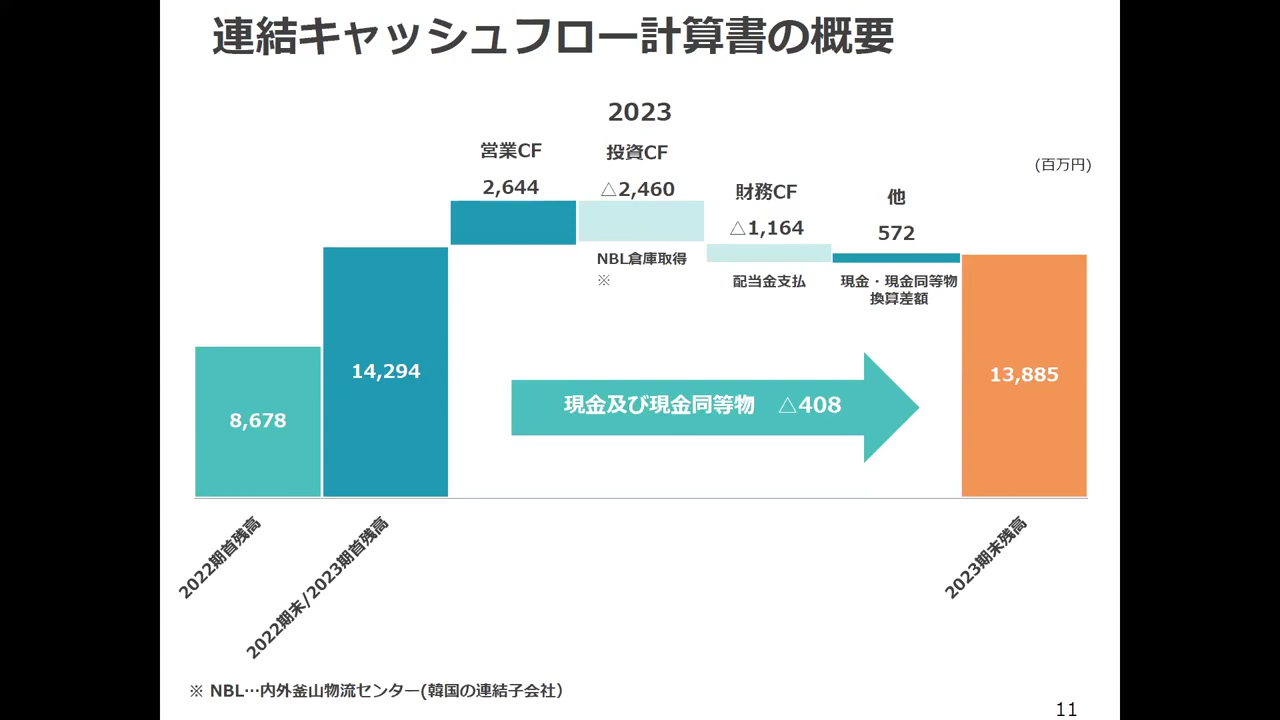 連結キャッシュフロー計算書の概要
2023
(百万円)
営業CF
2,644
投資CF
△2,460
NBL倉庫取得
※
財務CF
△1,164
配当金支払
他
572
現金・現金同等物
換算差額
8,678
14,294
現金及び現金同等物　△408
13,885
2022期首残高
2022期末/2023期首残高
2023期末残高
※ NBL…内外釜山物流センター(韓国の連結子会社)
11